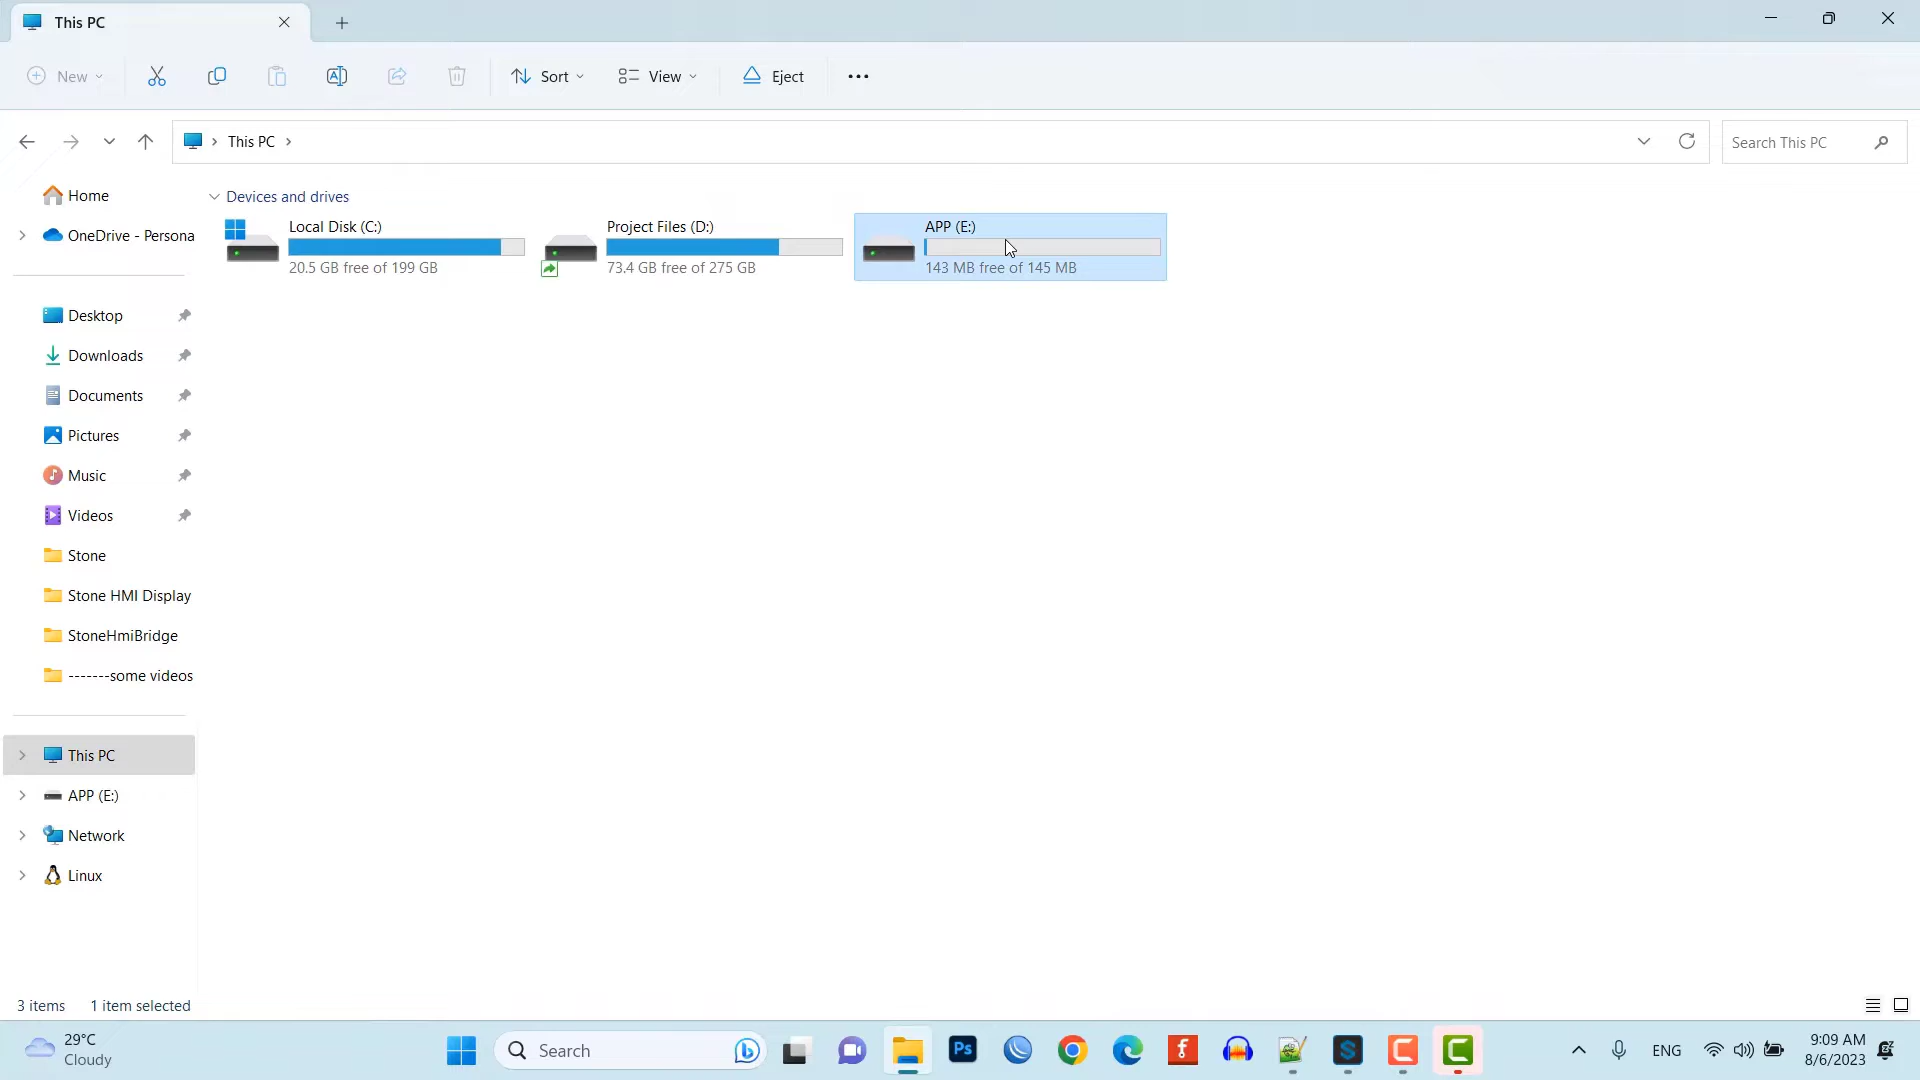 This PC
New
Sort
View
Eject
This PC
Search This PC
Home
OneDrive - Persona
Desktop
Downloads
Documents
Pictures
Music
Videos
Stone
Stone HMI Display
StoneHmiBridge
-------some videos
This PC
APP (E:)
Network
Linux
Devices and drives
Local Disk (C:)
20.5 GB free of 199 GB
Project Files (D:)
73.4 GB free of 275 GB
APP (E:)
143 MB free of 145 MB
3 items 1 item selected
29°C
Cloudy
Search
Ps
ENG
9:09 AM
8/6/2023